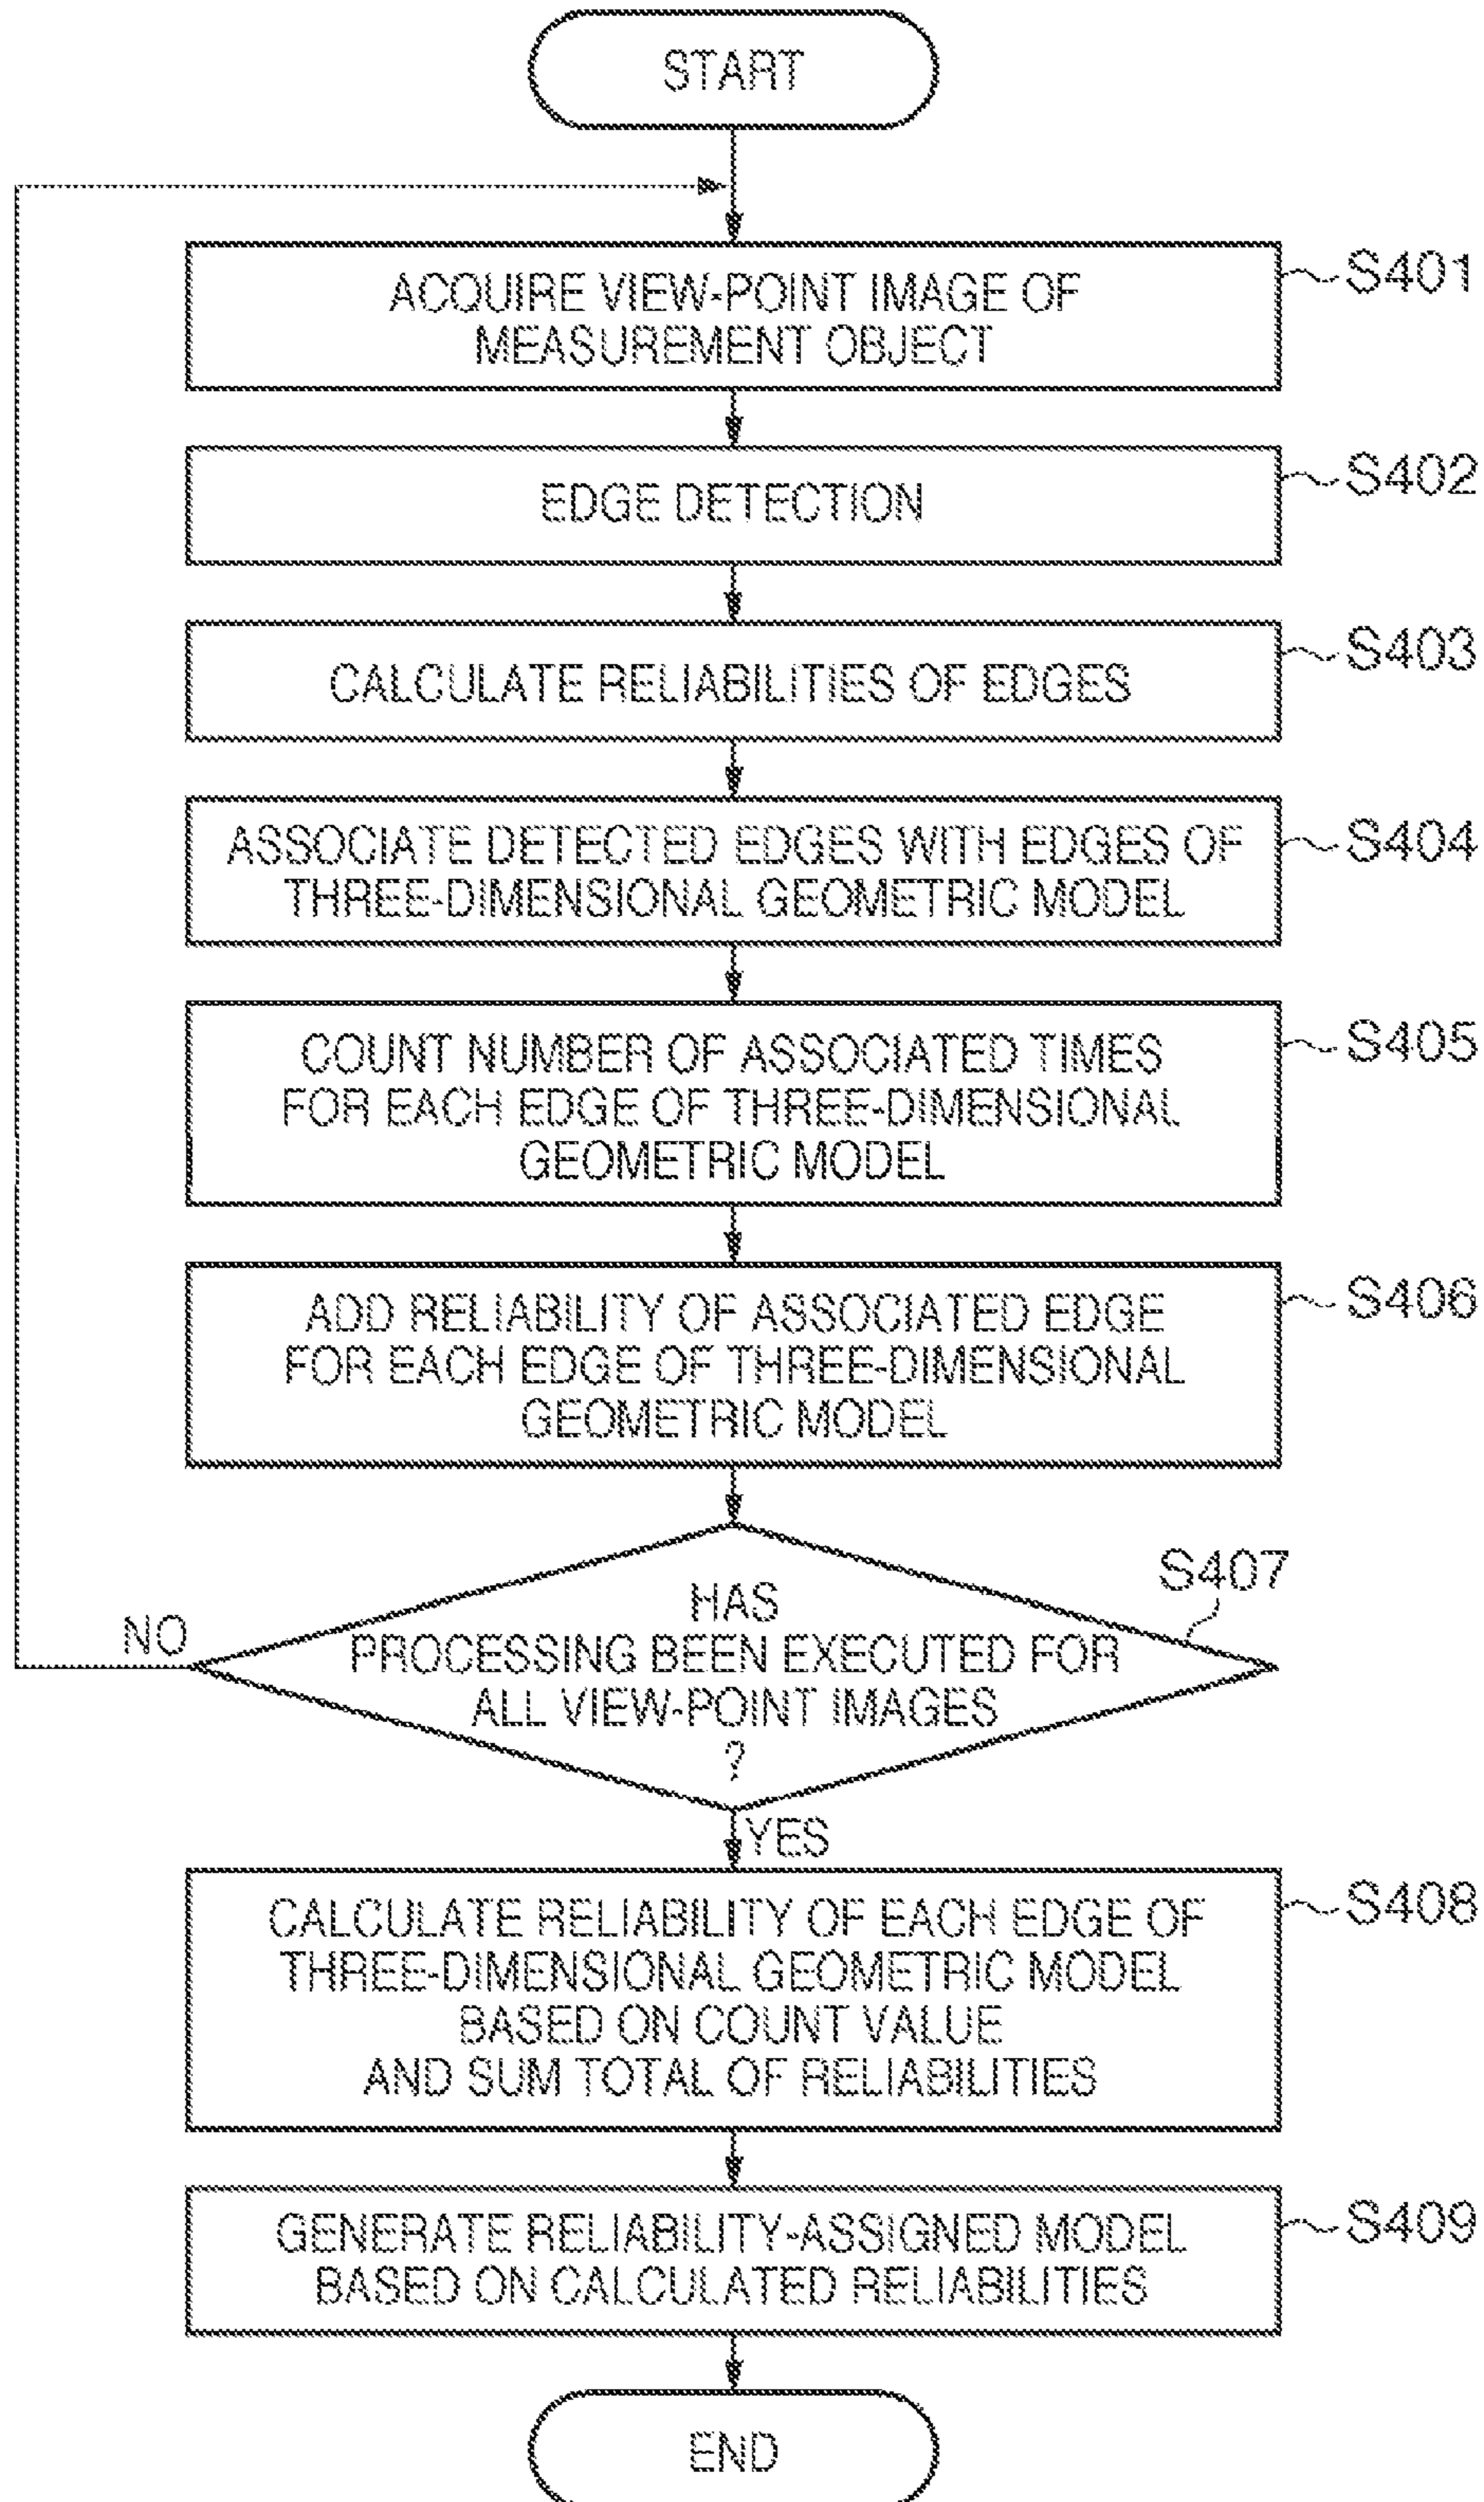 START
ACQUIRE VIEW-POINT IMAGE OF
MEASUREMENT OBJECT
S401
EDGE DETECTION
S402
CALCULATE RELIABILITIES OF EDGES
S403
ASSOCIATE DETECTED EDGES WITH EDGES OF
THREE-DIMENSIONAL GEOMETRIC MODEL
S404
COUNT NUMBER OF ASSOCIATED TIMES
FOR EACH EDGE OF THREE-DIMENSIONAL
GEOMETRIC MODEL
S405
ADD RELIABILITY OF ASSOCIATED EDGE
FOR EACH EDGE OF THREE-DIMENSIONAL
GEOMETRIC MODEL
S406
HAS
PROCESSING BEEN EXECUTED FOR
ALL VIEW-POINT IMAGES
?
S407
NO
YES
CALCULATE RELIABILITY OF EACH EDGE OF
THREE-DIMENSIONAL GEOMETRIC MODEL
BASED ON COUNT VALUE
AND SUM TOTAL OF RELIABILITIES
S408
GENERATE RELIABILITY-ASSIGNED MODEL
BASED ON CALCULATED RELIABILITIES
S409
END